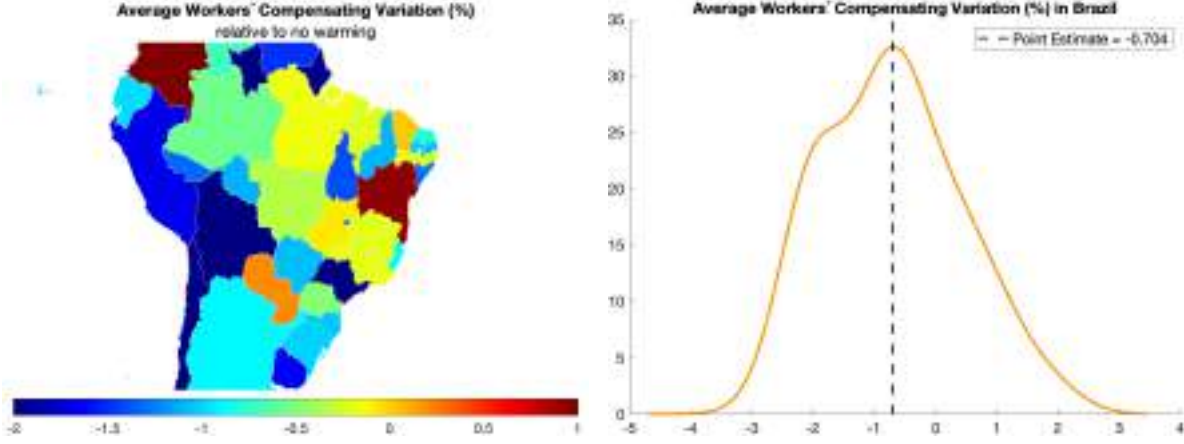 Average Workers´ Compensating Variation (%)
relative to no warming
-2 -1.5 -1 -0.5 0 0.5 1
Average Workers´ Compensating Variation (%) in Brazil
35
Point Estimate = -0.704
30
25
20
15
10
5
0
-5 -4 -3 -2 -1 0 1 2 3 4